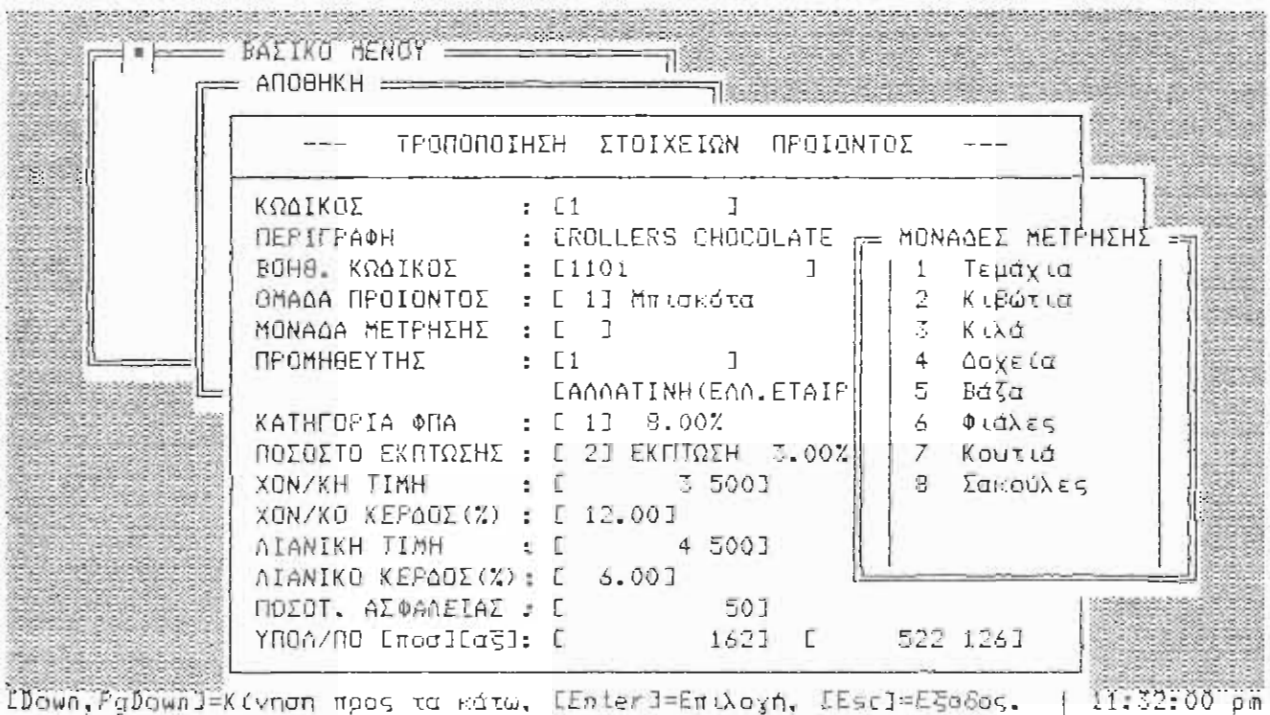 ΒΑΣΙΚΟ ΜΕΝΟΥ
ΑΠΟΘΗΚΗ
--- ΤΡΟΠΟΠΟΙΗΣΗ ΣΤΟΙΧΕΙΩΝ ΠΡΟΙΟΝΤΟΣ ---
ΚΩΔΙΚΟΣ : [1 ]
ΠΕΡΙΓΡΑΦΗ : [ROLLERS CHOCOLATE
ΒΟΗΘ. ΚΩΔΙΚΟΣ : [1101 ]
ΟΜΑΔΑ ΠΡΟΙΟΝΤΟΣ : [ 1] Μπισκότα
ΜΟΝΑΔΑ ΜΕΤΡΗΣΗΣ : [ ]
ΠΡΟΜΗΘΕΥΤΗΣ : [1 ]
[ΑΛΛΑΤΙΝΗ(ΕΛΛ.ΕΤΑΙΡ
ΚΑΤΗΓΟΡΙΑ ΦΠΑ : [ 1] 8.00%
ΠΟΣΟΣΤΟ ΕΚΠΤΩΣΗΣ : [ 2] ΕΚΠΤΩΣΗ 3.00%
ΧΟΝ/ΚΗ ΤΙΜΗ : [ 3 500]
ΧΟΝ/ΚΟ ΚΕΡΔΟΣ(%) : [ 12.00]
ΛΙΑΝΙΚΗ ΤΙΜΗ : [ 4 500]
ΛΙΑΝΙΚΟ ΚΕΡΔΟΣ(%): [ 6.00]
ΠΟΣΟΤ. ΑΣΦΑΛΕΙΑΣ : [ 50]
ΥΠΟΛ/ΠΟ [ποσ][αξ]: [ 162] [ 522 126]
ΜΟΝΑΔΕΣ ΜΕΤΡΗΣΗΣ
1 Τεμάχια
2 Κιβώτια
3 Κιλά
4 Δοχεία
5 Βάζα
6 Φιάλες
7 Κουτιά
8 Σακούλες
[Down,PgDown]=Κίνηση προς τα κάτω, [Enter]=Επιλογή, [Esc]=Εξοδος. | 11:32:00 pm